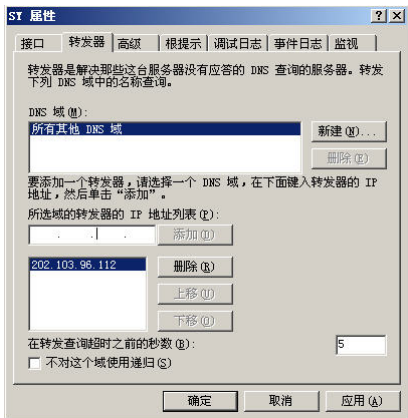 SY 属性
接口 转发器 高级 根提示 调试日志 事件日志 监视
转发器是解决那些这台服务器没有应答的 DNS 查询的服务器。转发
下列 DNS 域中的名称查询。
DNS 域(M):
所有其他 DNS 域
新建(N)...
删除(E)
要添加一个转发器，请选择一个 DNS 域，在下面键入转发器的 IP
地址，然后单击“添加”。
所选域的转发器的 IP 地址列表(P):
. . .
添加(D)
202.103.96.112
删除(R)
上移(U)
下移(O)
在转发查询超时之前的秒数(B):
5
不对这个域使用递归(S)
确定 取消 应用(A)